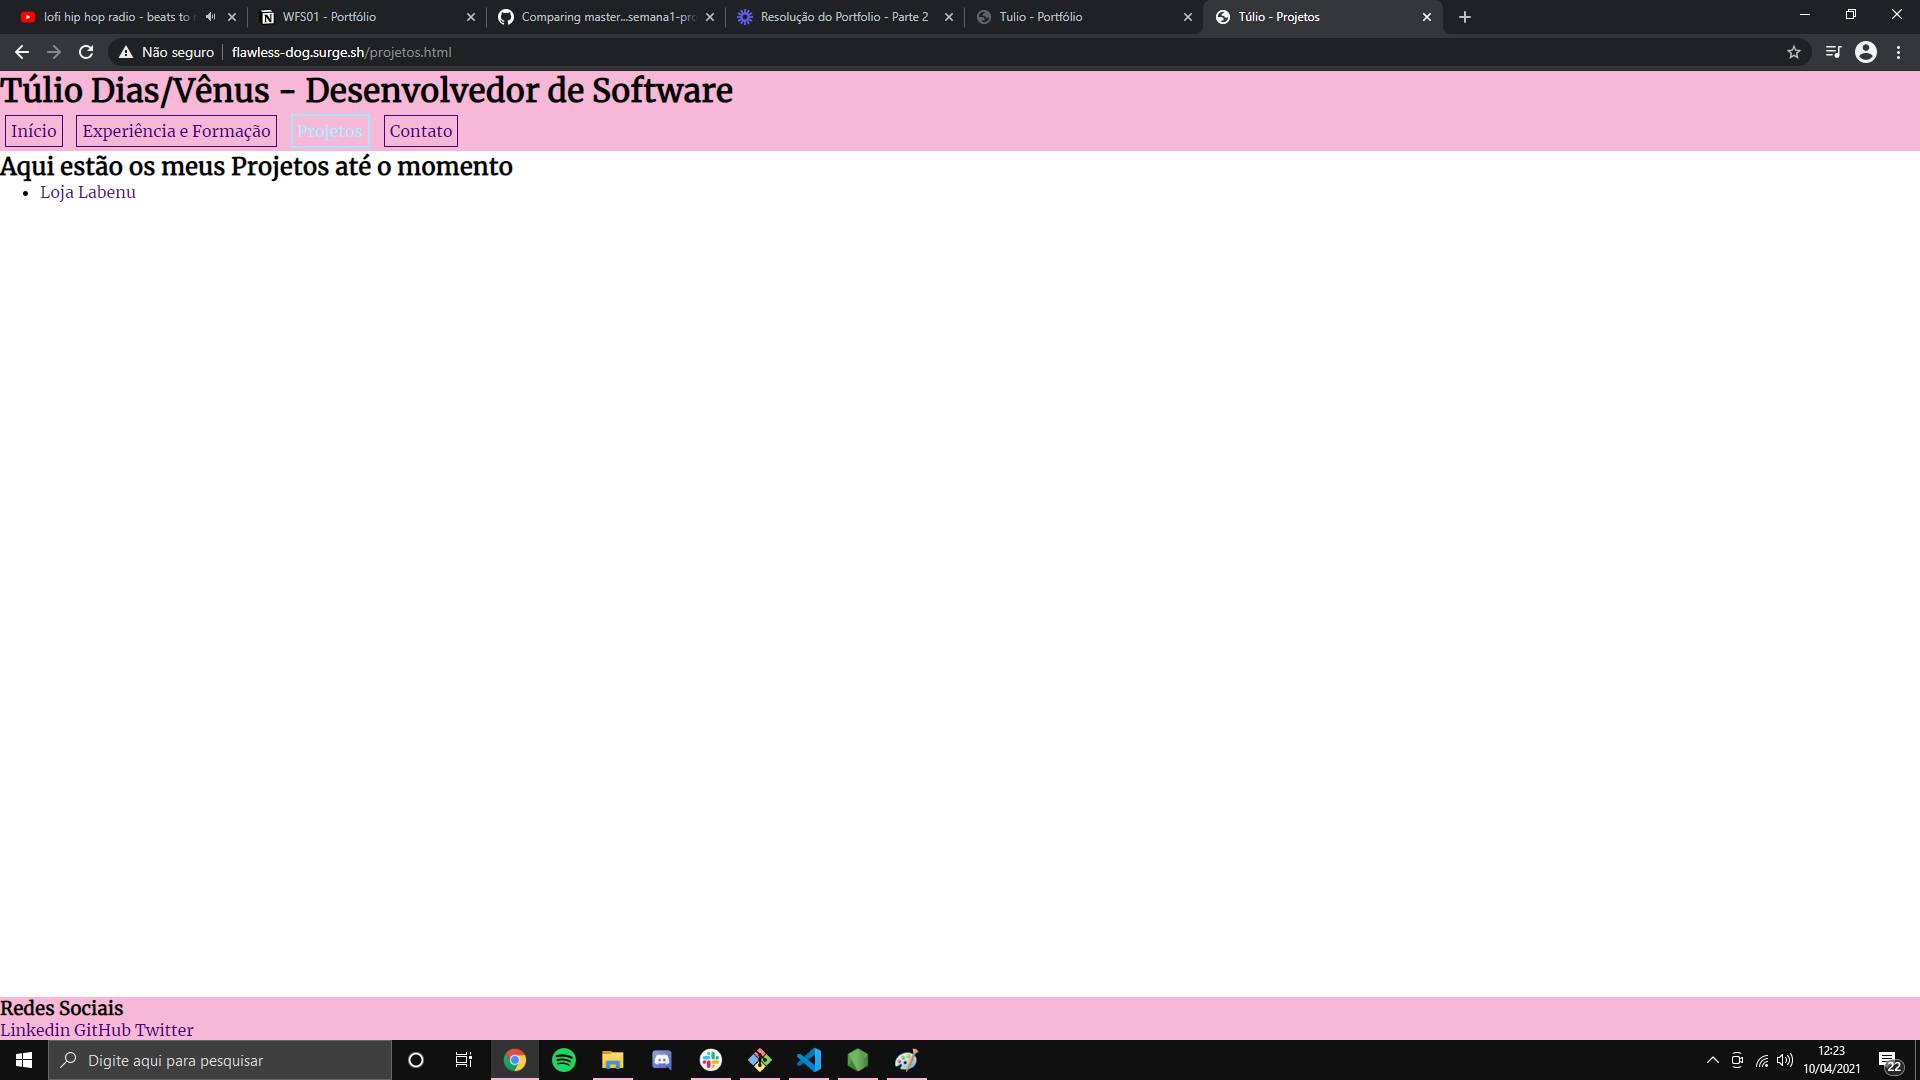 lofi hip hop radio - beats to
WFS01 - Portfólio
Comparing master...semana1-pro
Resolução do Portfolio - Parte 2
Tulio - Portfólio
Túlio - Projetos
Não seguro
flawless-dog.surge.sh/projetos.html
Túlio Dias/Vênus - Desenvolvedor de Software
Início
Experiência e Formação
Projetos
Contato
Aqui estão os meus Projetos até o momento
Loja Labenu
Redes Sociais
Linkedin GitHub Twitter
Digite aqui para pesquisar
12:23
10/04/2021
22